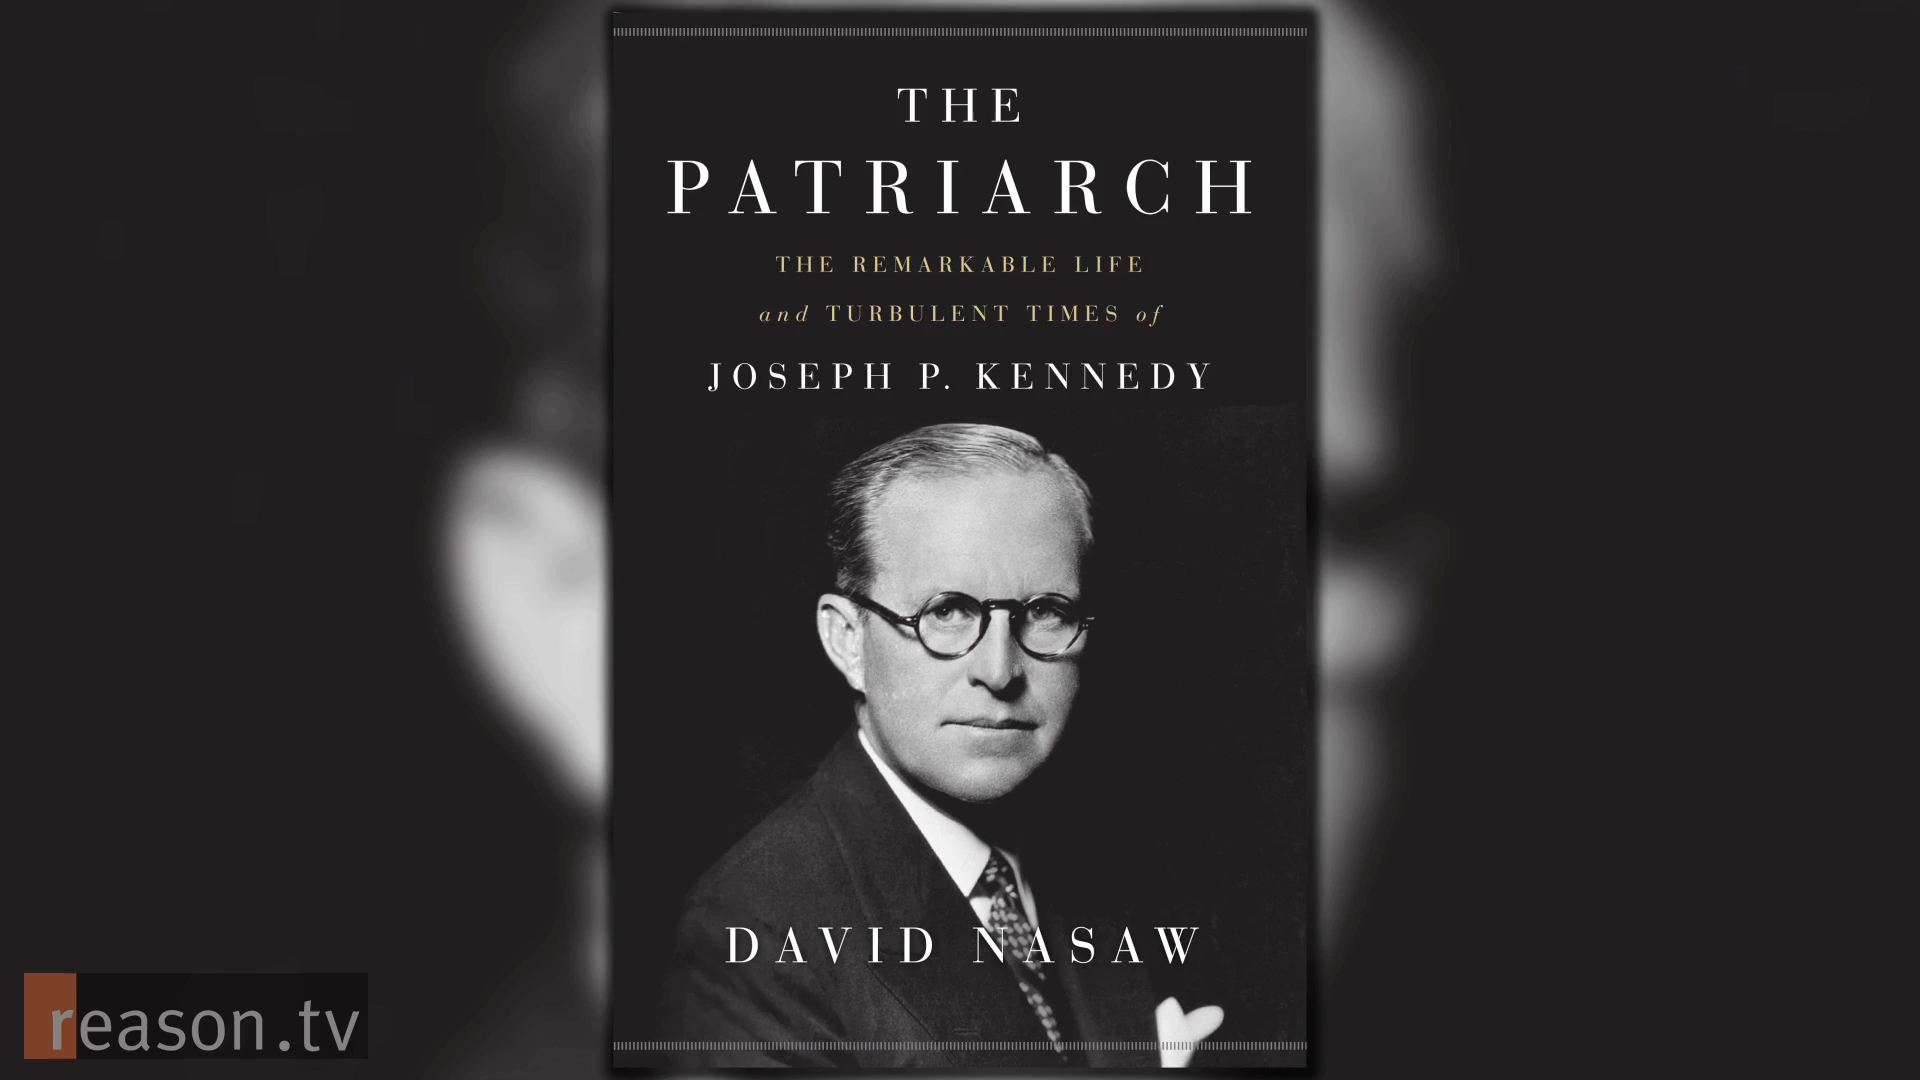 THE
PATRIARCH
THE REMARKABLE LIFE
and TURBULENT TIMES of
JOSEPH P. KENNEDY
DAVID NASAW
reason.tv